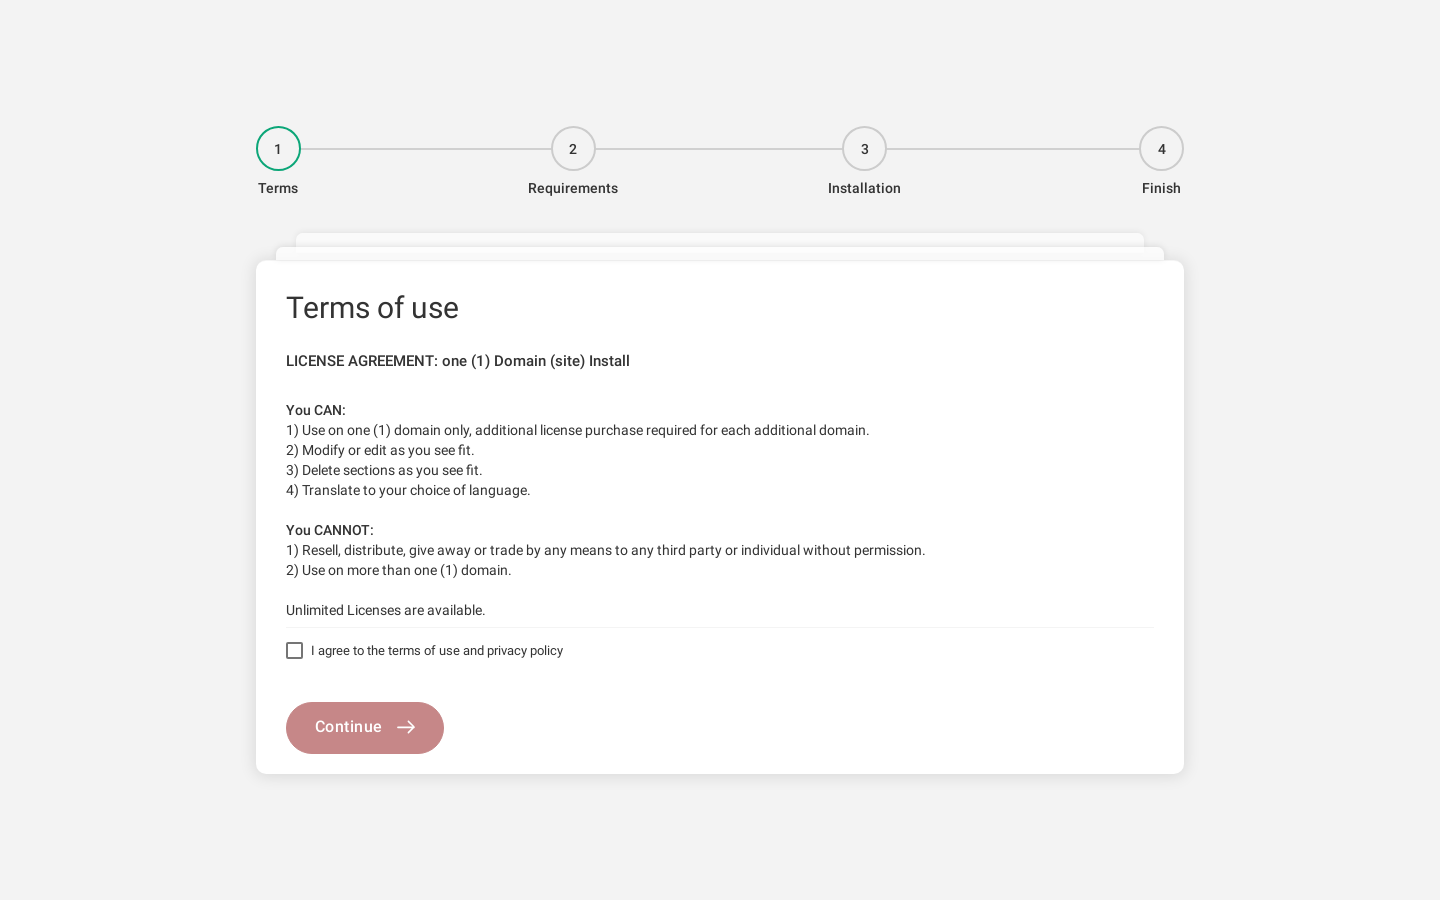 1
2
3
4
Terms
Requirements
Installation
Finish
Terms of use
LICENSE AGREEMENT: one (1) Domain (site) Install
You CAN:
1) Use on one (1) domain only, additional license purchase required for each additional domain.
2) Modify or edit as you see fit.
3) Delete sections as you see fit.
4) Translate to your choice of language.
You CANNOT:
1) Resell, distribute, give away or trade by any means to any third party or individual without permission.
2) Use on more than one (1) domain.
Unlimited Licenses are available.
I agree to the terms of use and privacy policy
Continue